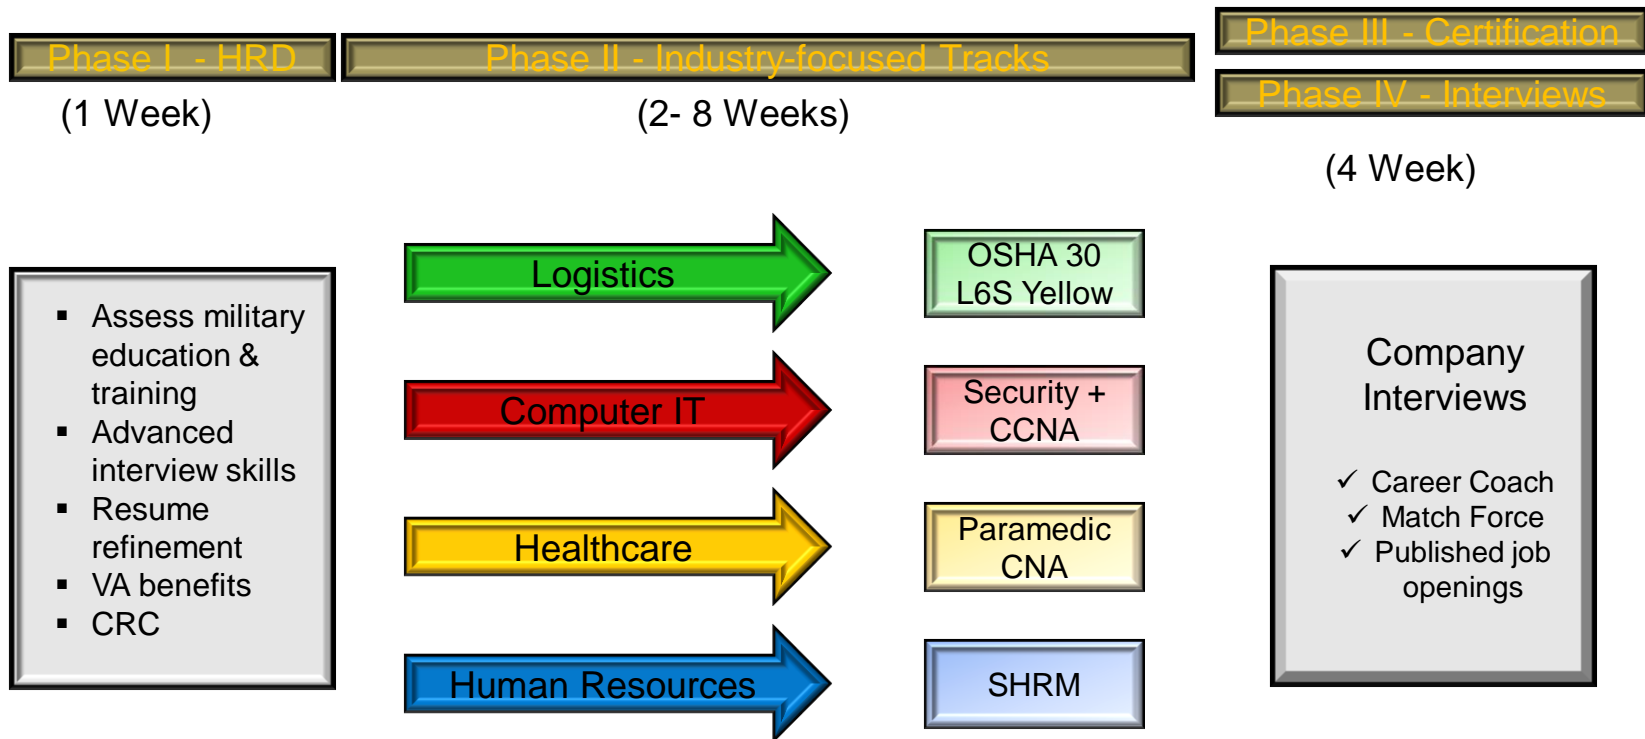 Phase I - HRD
Phase II - Industry-focused Tracks
Phase III - Certification
Phase IV - Interviews
(1 Week)
(2- 8 Weeks)
(4 Week)
▪ Assess military
education &
training
▪ Advanced
interview skills
▪ Resume
refinement
▪ VA benefits
▪ CRC
Logistics
OSHA 30
L6S Yellow
Computer IT
Security +
CCNA
Healthcare
Paramedic
CNA
Human Resources
SHRM
Company
Interviews
✓ Career Coach
✓ Match Force
✓ Published job
openings